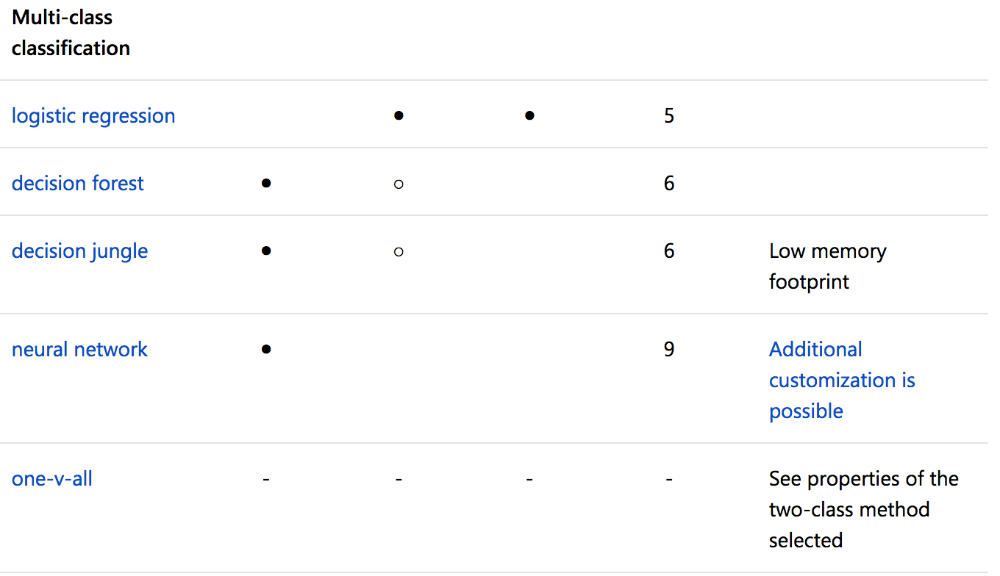 Multi-class
classification
logistic regression ● ● 5
decision forest ● ○ 6
decision jungle ● ○ 6 Low memory
footprint
neural network ● 9 Additional
customization is
possible
one-v-all - - - - See properties of the
two-class method
selected